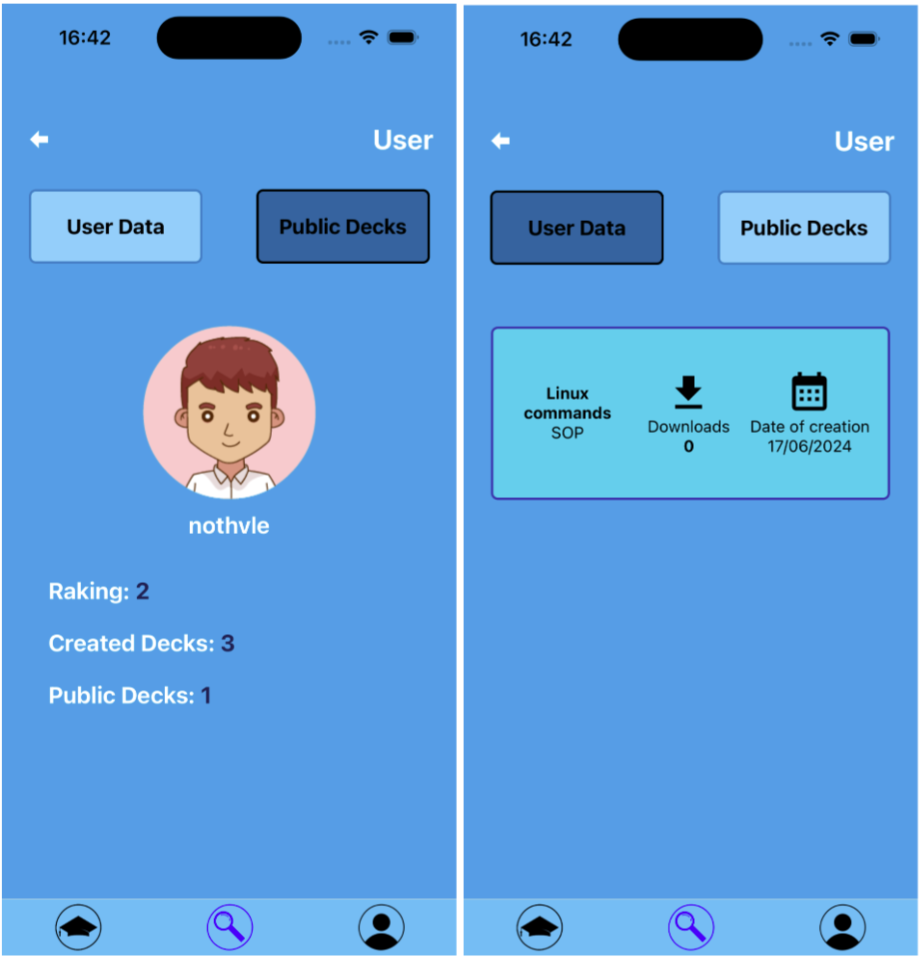 16:42
User
User Data
Public Decks
nothvle
Raking: 2
Created Decks: 3
Public Decks: 1
16:42
User
User Data
Public Decks
Linux
commands
SOP
Downloads
0
Date of creation
17/06/2024